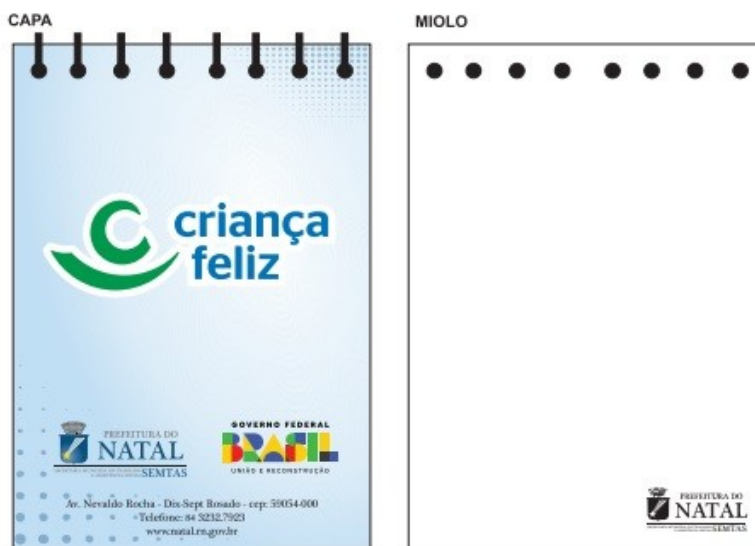 CAPA
criança
feliz
PREFEITURA DO
NATAL
SEMTAS
GOVERNO FEDERAL
BRASIL
UNIÃO E RECONSTRUÇÃO
Av. Nevaldo Rocha - Dix-Sept Rosado - cep: 59054-000
Telefone: 84 3232.7923
www.natal.rn.gov.br
MIOLO
PREFEITURA DO
NATAL
SEMTAS